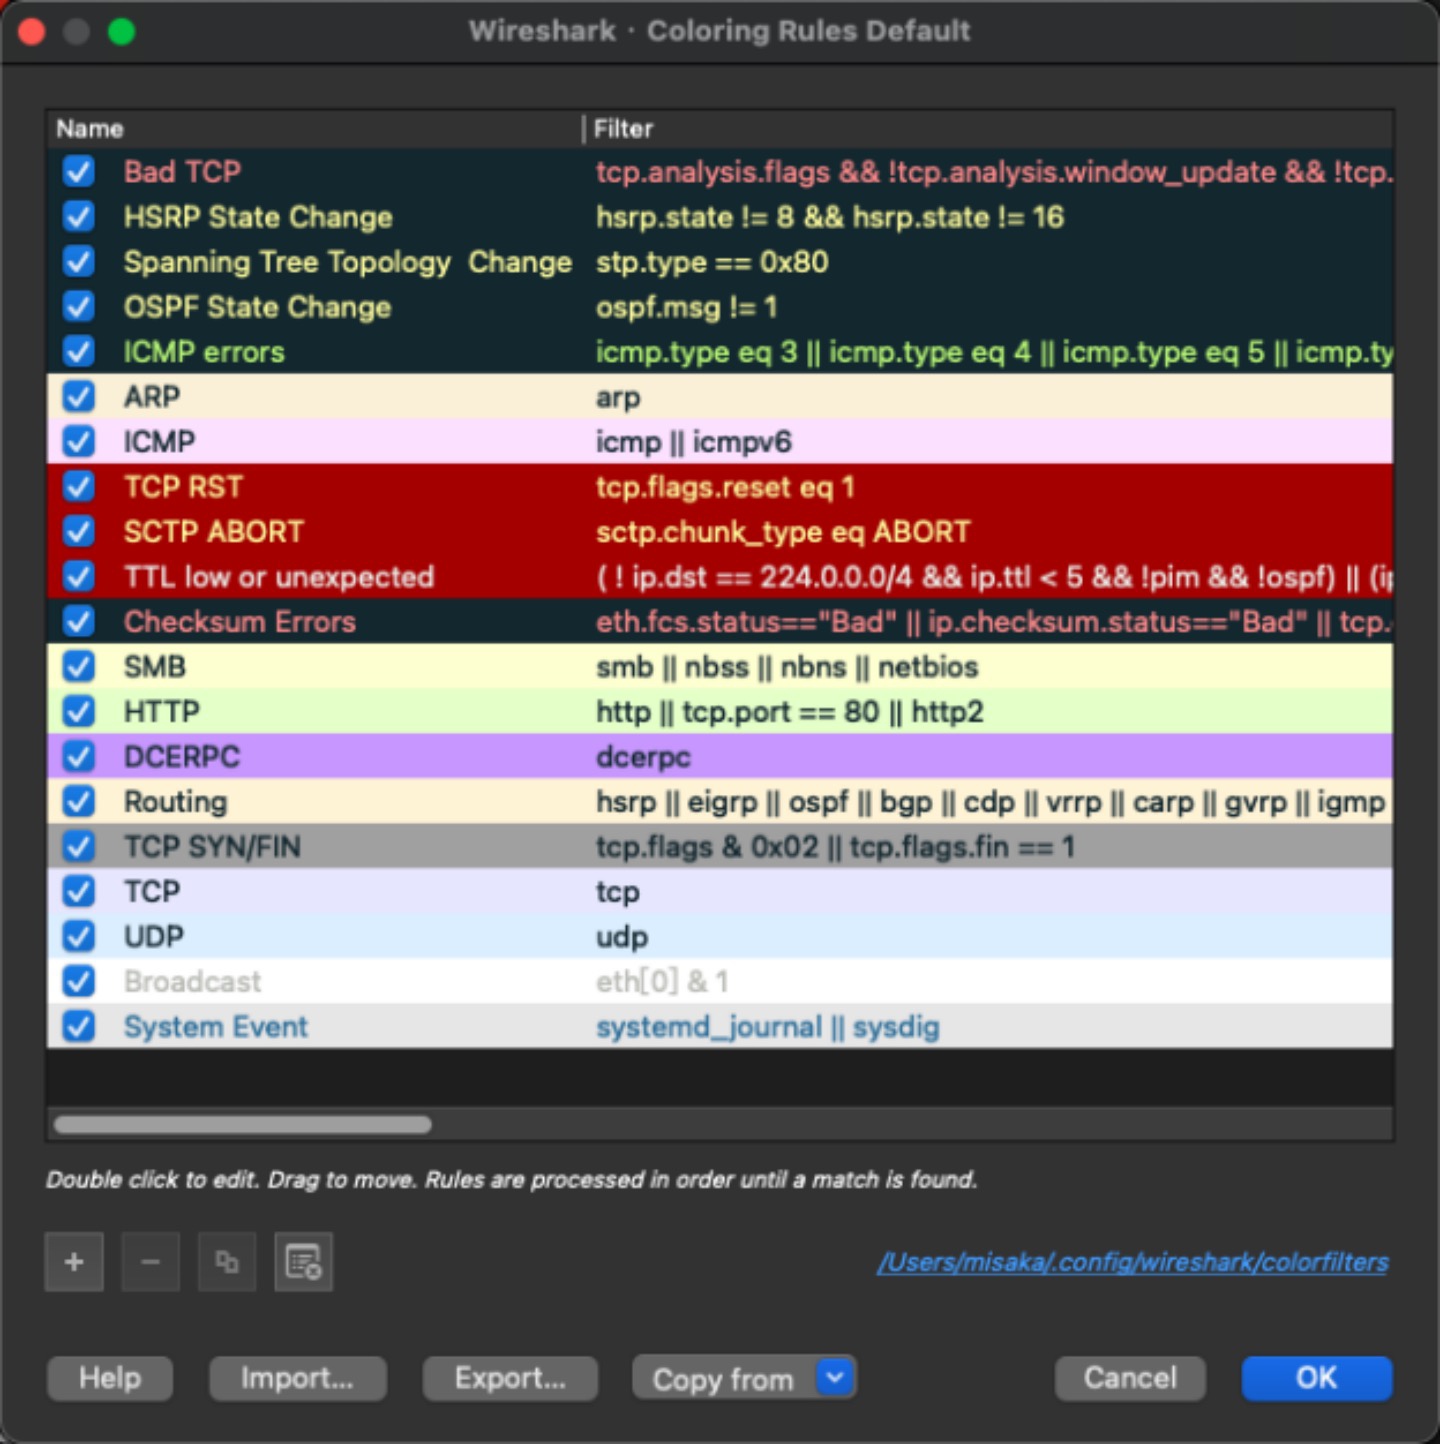 Wireshark · Coloring Rules Default
Name Filter
Bad TCP tcp.analysis.flags && !tcp.analysis.window_update && !tcp.
HSRP State Change hsrp.state != 8 && hsrp.state != 16
Spanning Tree Topology  Change stp.type == 0x80
OSPF State Change ospf.msg != 1
ICMP errors icmp.type eq 3 || icmp.type eq 4 || icmp.type eq 5 || icmp.ty
ARP arp
ICMP icmp || icmpv6
TCP RST tcp.flags.reset eq 1
SCTP ABORT sctp.chunk_type eq ABORT
TTL low or unexpected ( ! ip.dst == 224.0.0.0/4 && ip.ttl < 5 && !pim && !ospf) || (ip
Checksum Errors eth.fcs.status=="Bad" || ip.checksum.status=="Bad" || tcp.
SMB smb || nbss || nbns || netbios
HTTP http || tcp.port == 80 || http2
DCERPC dcerpc
Routing hsrp || eigrp || ospf || bgp || cdp || vrrp || carp || gvrp || igmp
TCP SYN/FIN tcp.flags & 0x02 || tcp.flags.fin == 1
TCP tcp
UDP udp
Broadcast eth[0] & 1
System Event systemd_journal || sysdig
Double click to edit. Drag to move. Rules are processed in order until a match is found.
/Users/misaka/.config/wireshark/colorfilters
Help Import... Export... Copy from Cancel OK